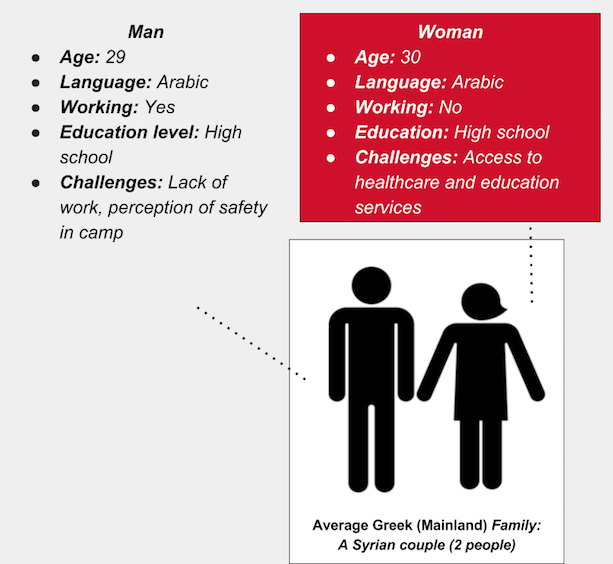 Man
● Age: 29
● Language: Arabic
● Working: Yes
● Education level: High
school
● Challenges: Lack of
work, perception of safety
in camp
Woman
● Age: 30
● Language: Arabic
● Working: No
● Education: High school
● Challenges: Access to
healthcare and education
services
Average Greek (Mainland) Family:
A Syrian couple (2 people)